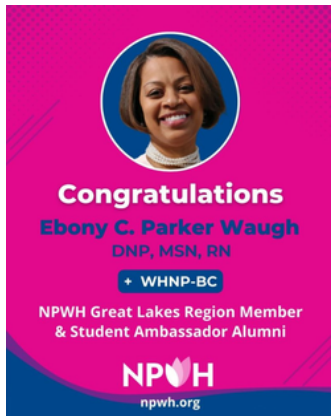 Congratulations
Ebony C. Parker Waugh
DNP, MSN, RN
+ WHNP-BC
NPWH Great Lakes Region Member
& Student Ambassador Alumni
NPWH
npwh.org